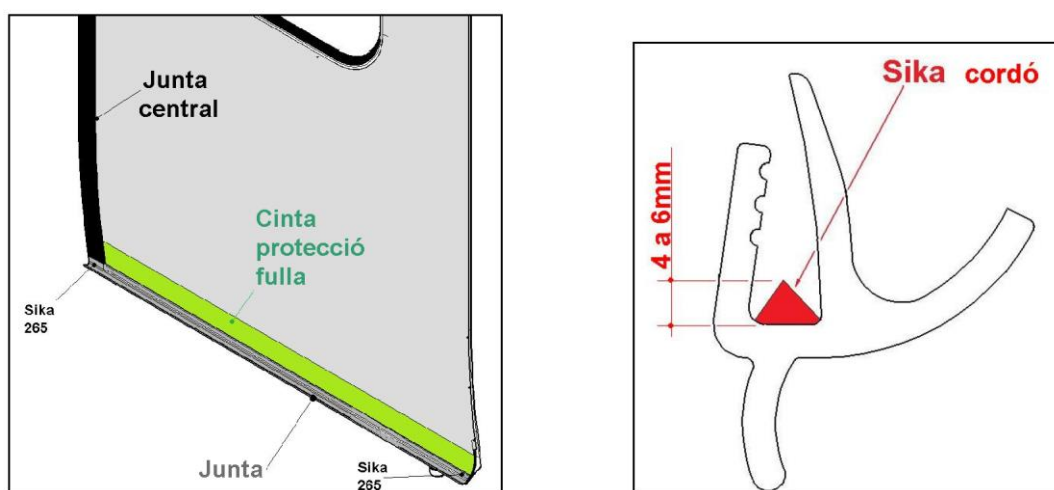 Junta
central
Cinta
protecció
fulla
Sika
265
Junta
Sika
265
Sika cordó
4 a 6mm